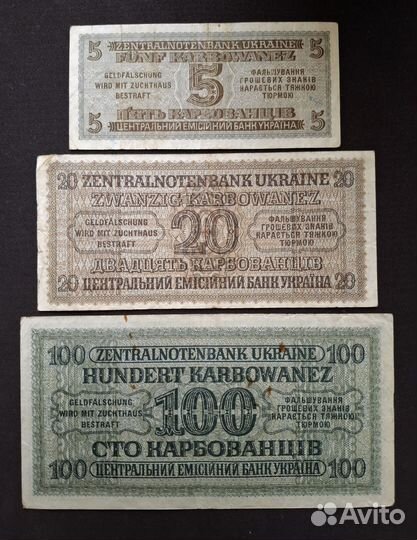 5 ZENTRALNOTENBANK UKRAINE 5
FÜNF KARBOWANEZ
GELDFÄLSCHUNG
WIRD MIT ZUCHTHAUS
BESTRAFT
5
ФАЛЬШУВАННЯ
ГРОШЕВИХ ЗНАКІВ
КАРАЄТЬСЯ ТЯЖКОЮ
ТЮРМОЮ
П'ЯТЬ КАРБОВАНЦІВ
5 ЦЕНТРАЛЬНИЙ ЕМІСІЙНИЙ БАНК УКРАЇНА 5
20 ZENTRALNOTENBANK UKRAINE 20
ZWANZIG KARBOWANEZ
GELDFÄLSCHUNG
WIRD MIT ZUCHTHAUS
BESTRAFT
20
ФАЛЬШУВАННЯ
ГРОШЕВИХ ЗНАКІВ
КАРАЄТЬСЯ ТЯЖКОЮ
ТЮРМОЮ
ДВАДЦЯТЬ КАРБОВАНЦІВ
20 ЦЕНТРАЛЬНИЙ ЕМІСІЙНИЙ БАНК УКРАЇНА 20
100 ZENTRALNOTENBANK UKRAINE 100
HUNDERT KARBOWANEZ
GELDFÄLSCHUNG
WIRD MIT ZUCHTHAUS
BESTRAFT
100
ФАЛЬШУВАННЯ
ГРОШЕВИХ ЗНАКІВ
КАРАЄТЬСЯ ТЯЖКОЮ
ТЮРМОЮ
СТО КАРБОВАНЦІВ
100 ЦЕНТРАЛЬНИЙ ЕМІСІЙНИЙ БАНК УКРАЇНА 100
Avito